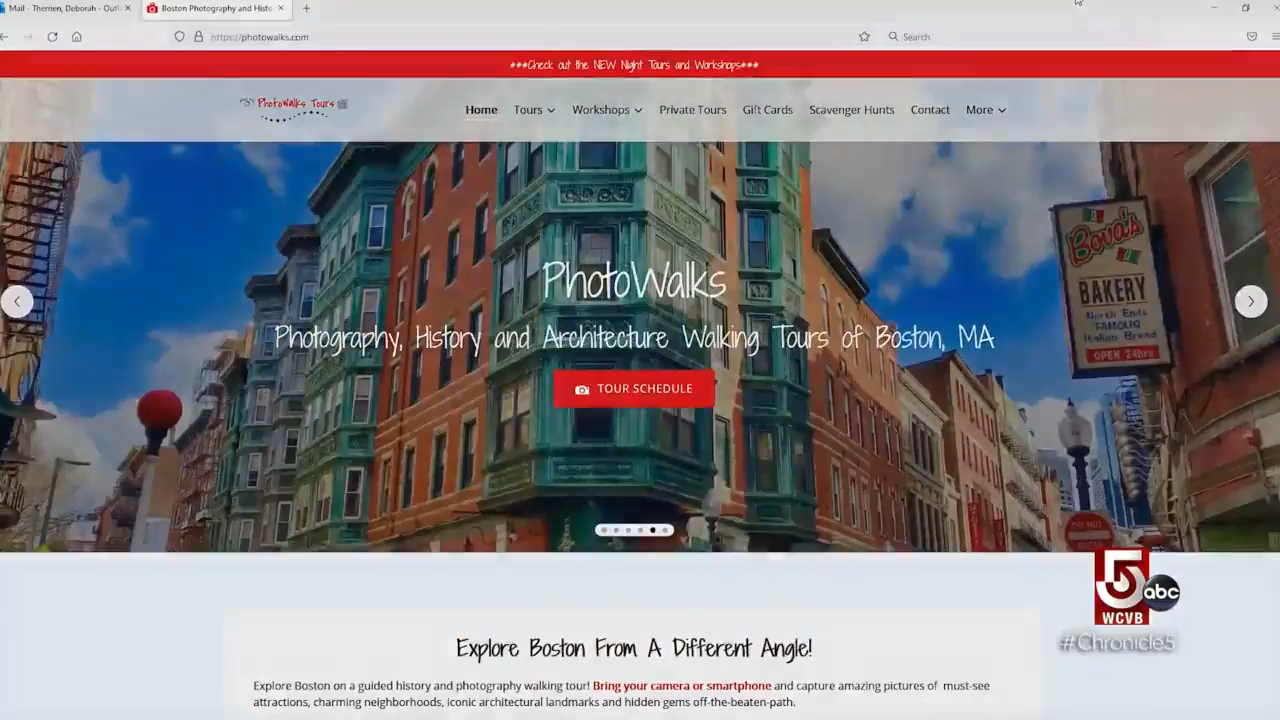 Mail - Therrien, Deborah - Outl
Boston Photography and Histo
https://photowalks.com
Search
***Check out the NEW Night Tours and Workshops***
PhotoWalks Tours
Home
Tours
Workshops
Private Tours
Gift Cards
Scavenger Hunts
Contact
More
Bova's
BAKERY
North Ends
FAMOUS
Italian Bread
OPEN 24hrs
PhotoWalks
Photography, History and Architecture Walking Tours of Boston, MA
TOUR SCHEDULE
DO NOT
5
abc
WCVB
#Chronicle5
Explore Boston From A Different Angle!
Explore Boston on a guided history and photography walking tour! Bring your camera or smartphone and capture amazing pictures of must-see
attractions, charming neighborhoods, iconic architectural landmarks and hidden gems off-the-beaten-path.